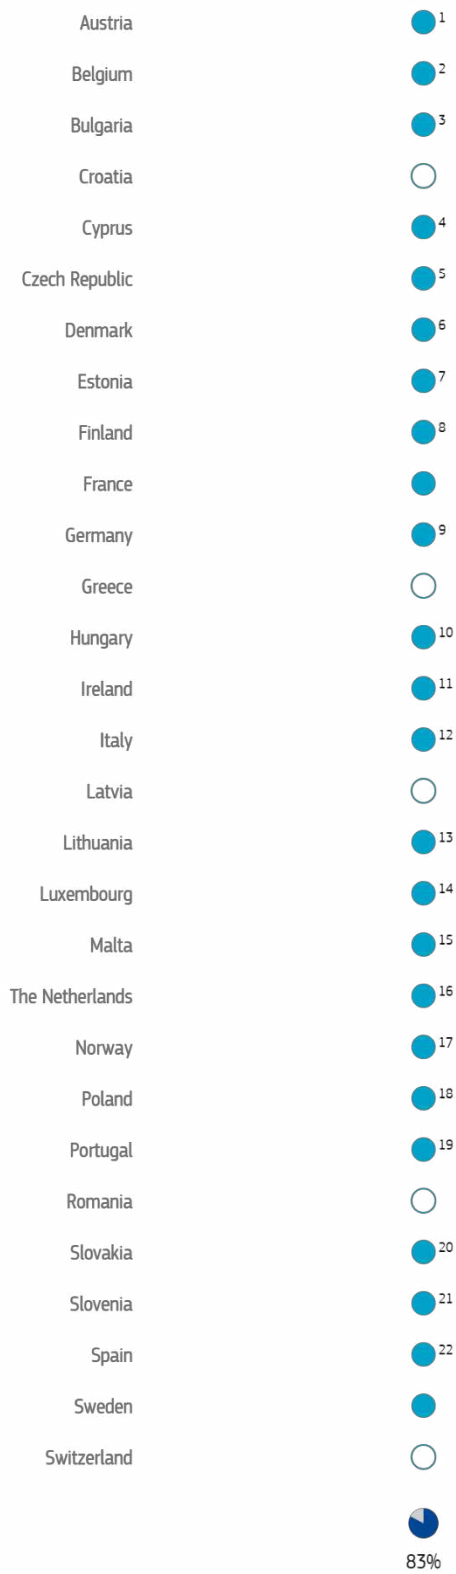 Austria 1
Belgium 2
Bulgaria 3
Croatia
Cyprus 4
Czech Republic 5
Denmark 6
Estonia 7
Finland 8
France
Germany 9
Greece
Hungary 10
Ireland 11
Italy 12
Latvia
Lithuania 13
Luxembourg 14
Malta 15
The Netherlands 16
Norway 17
Poland 18
Portugal 19
Romania
Slovakia 20
Slovenia 21
Spain 22
Sweden
Switzerland
83%